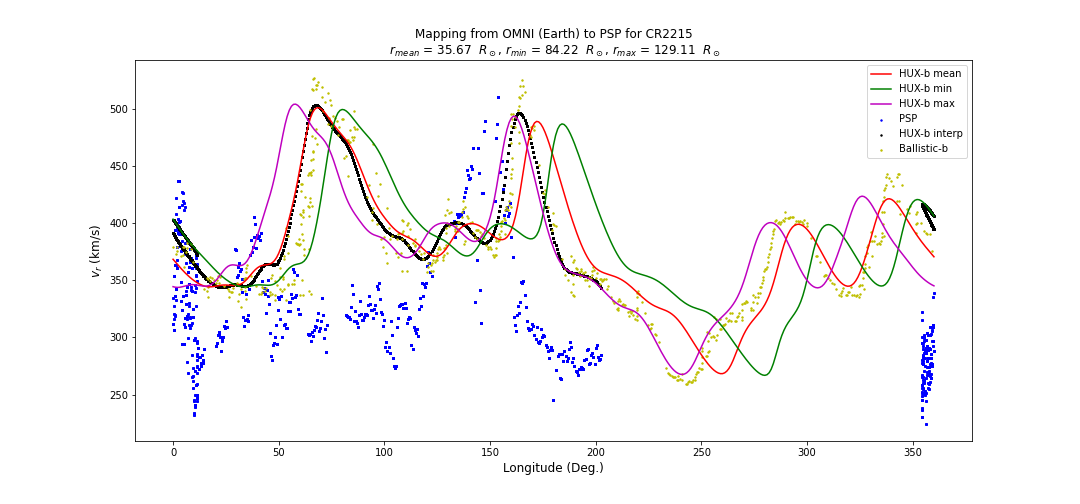 Mapping from OMNI (Earth) to PSP for CR2215
r_mean = 35.67 R_⊙, r_min = 84.22 R_⊙, r_max = 129.11 R_⊙
HUX-b mean
HUX-b min
HUX-b max
PSP
HUX-b interp
Ballistic-b
v_r (km/s)
500
450
400
350
300
250
0 50 100 150 200 250 300 350
Longitude (Deg.)